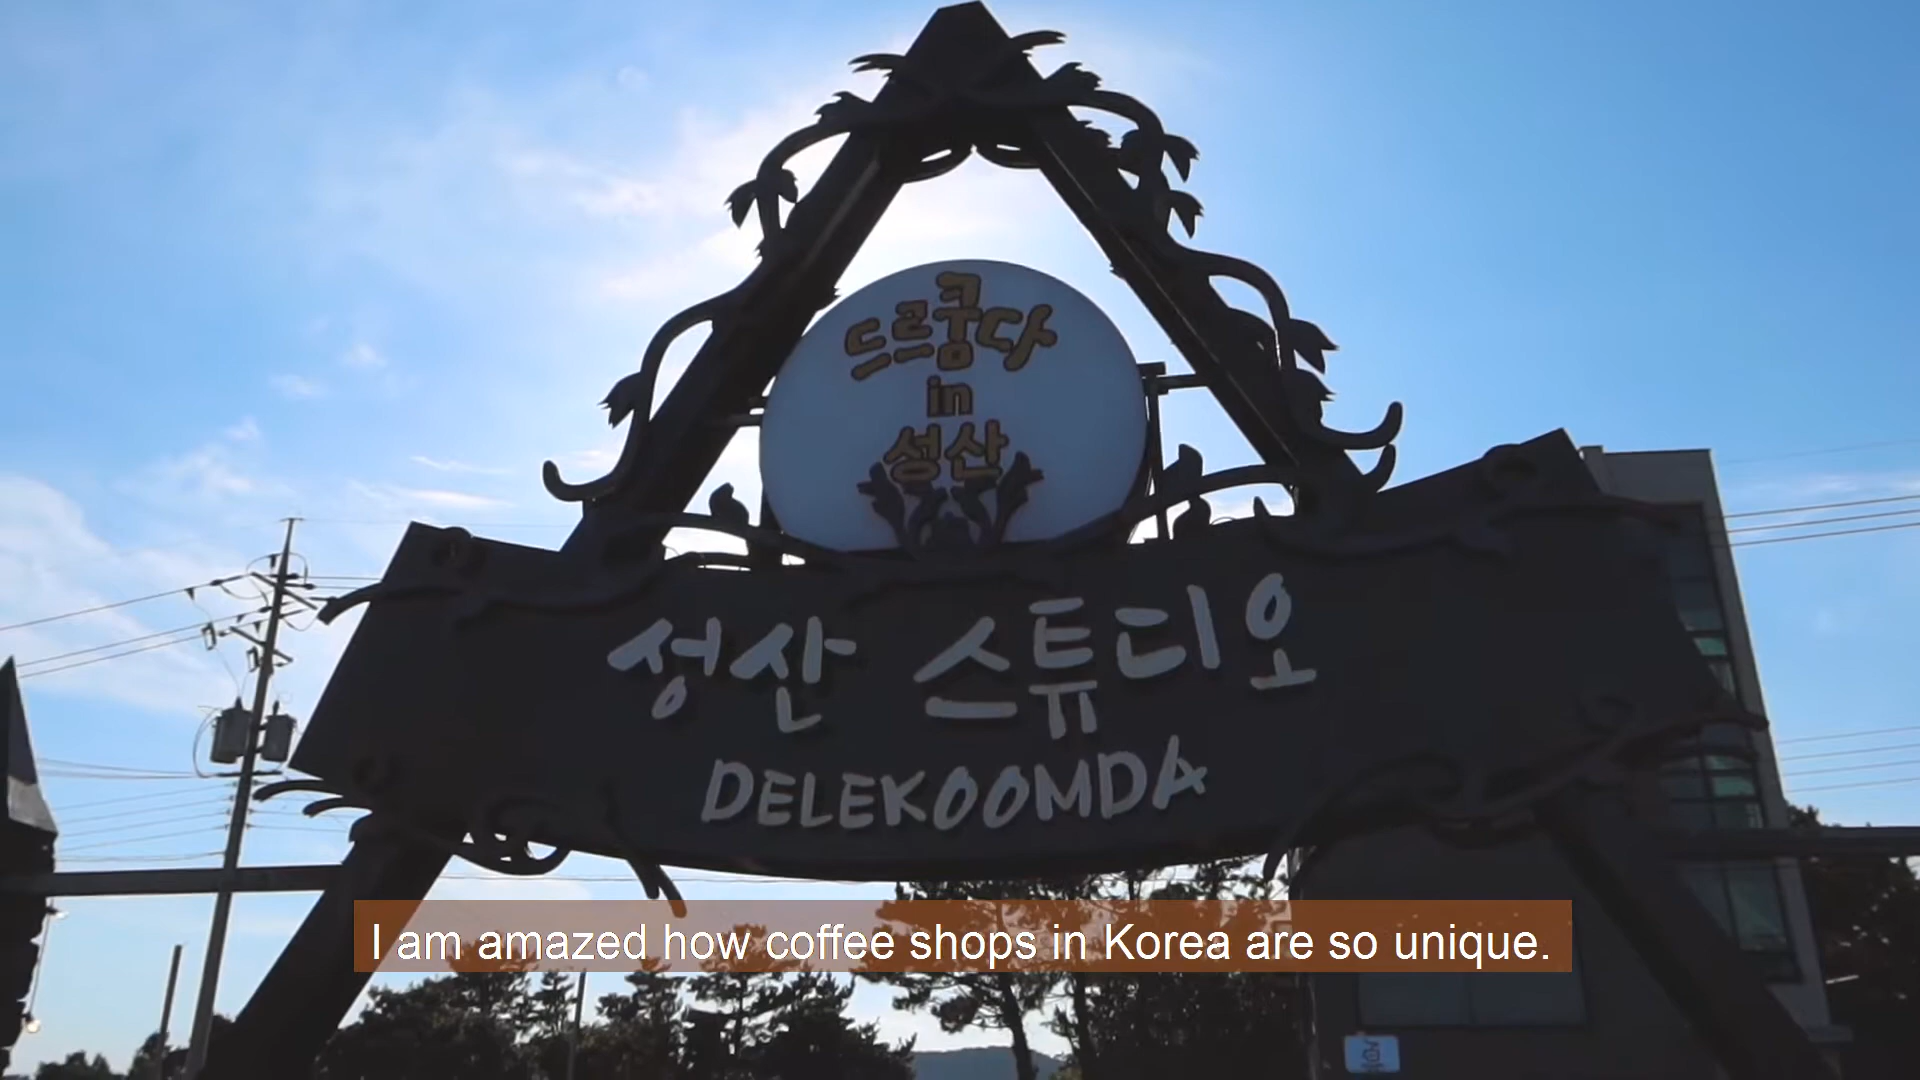 드르쿰다
in
성산
성산 스튜디오
DELEKOOMDA
I am amazed how coffee shops in Korea are so unique.